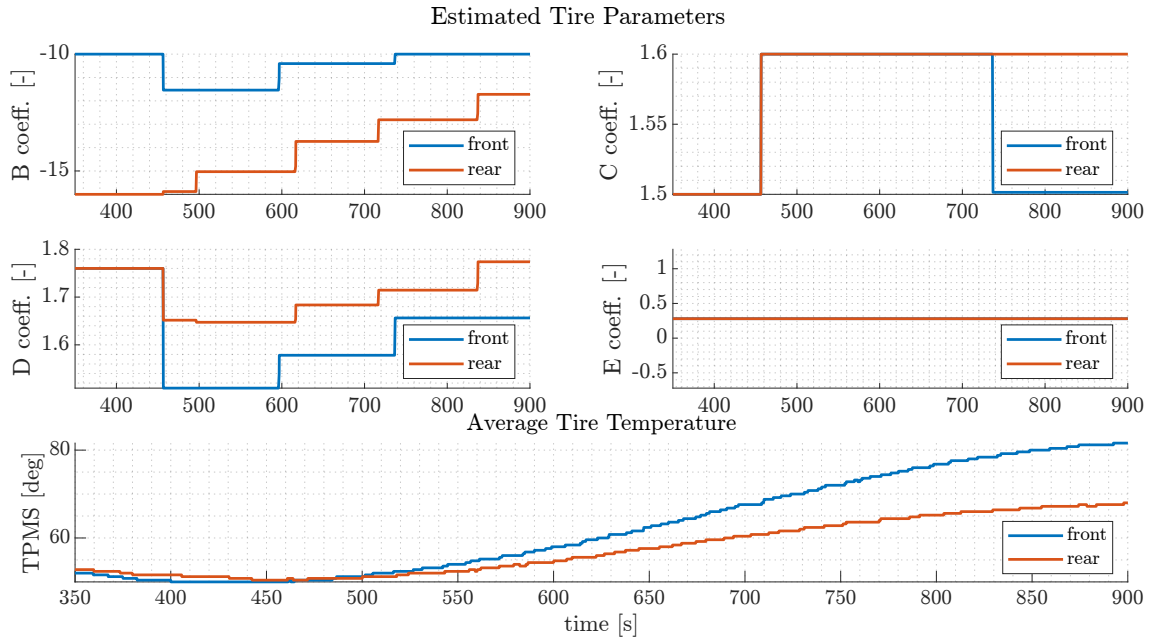 Estimated Tire Parameters
B coeff. [-]
-10
-15
400 500 600 700 800 900
front
rear
C coeff. [-]
1.6
1.55
1.5
400 500 600 700 800 900
front
rear
D coeff. [-]
1.8
1.7
1.6
400 500 600 700 800 900
front
rear
E coeff. [-]
1
0.5
0
-0.5
400 500 600 700 800 900
front
rear
Average Tire Temperature
TPMS [deg]
80
60
350 400 450 500 550 600 650 700 750 800 850 900
front
rear
time [s]